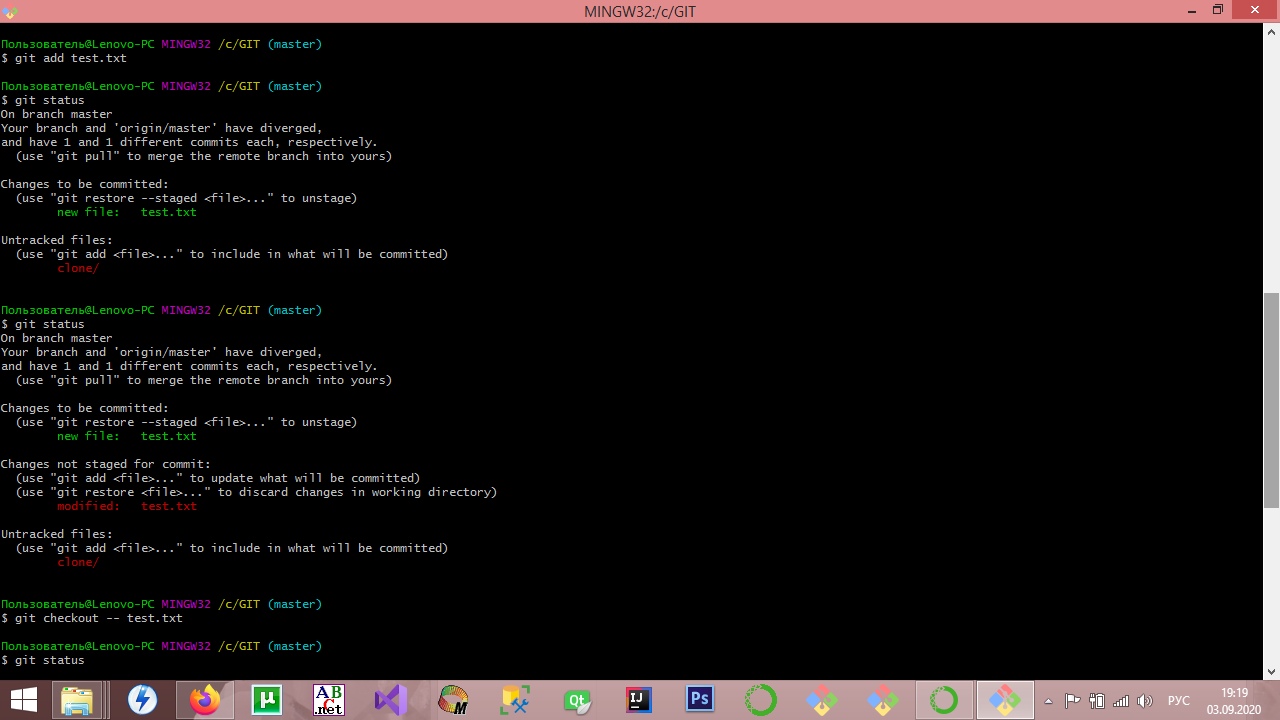 MINGW32:/c/GIT
Пользователь@Lenovo-PC MINGW32 /c/GIT (master)
$ git add test.txt
Пользователь@Lenovo-PC MINGW32 /c/GIT (master)
$ git status
On branch master
Your branch and 'origin/master' have diverged,
and have 1 and 1 different commits each, respectively.
(use "git pull" to merge the remote branch into yours)
Changes to be committed:
(use "git restore --staged <file>..." to unstage)
new file: test.txt
Untracked files:
(use "git add <file>..." to include in what will be committed)
clone/
Пользователь@Lenovo-PC MINGW32 /c/GIT (master)
$ git status
On branch master
Your branch and 'origin/master' have diverged,
and have 1 and 1 different commits each, respectively.
(use "git pull" to merge the remote branch into yours)
Changes to be committed:
(use "git restore --staged <file>..." to unstage)
new file: test.txt
Changes not staged for commit:
(use "git add <file>..." to update what will be committed)
(use "git restore <file>..." to discard changes in working directory)
modified: test.txt
Untracked files:
(use "git add <file>..." to include in what will be committed)
clone/
Пользователь@Lenovo-PC MINGW32 /c/GIT (master)
$ git checkout -- test.txt
Пользователь@Lenovo-PC MINGW32 /c/GIT (master)
$ git status
µ
ABC.net
M
Qt
IJ
Ps
РУС
19:19
03.09.2020